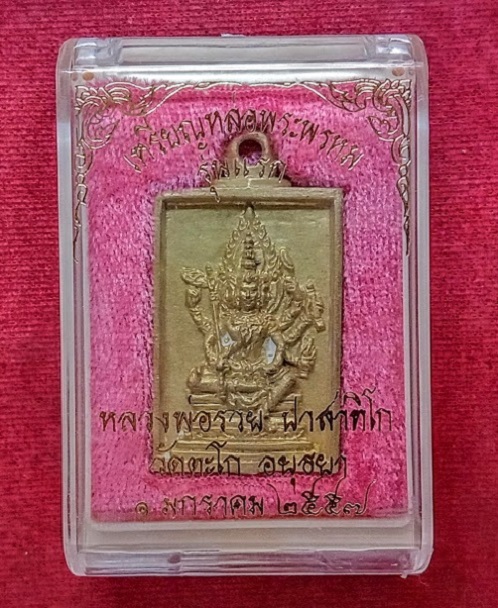 เหรียญหล่อพระพรหม
รุ่นแรก
หลวงพ่อรวย ปาสาทิโก
วัดตะโก อยุธยา
๑ มกราคม ๒๕๕๗